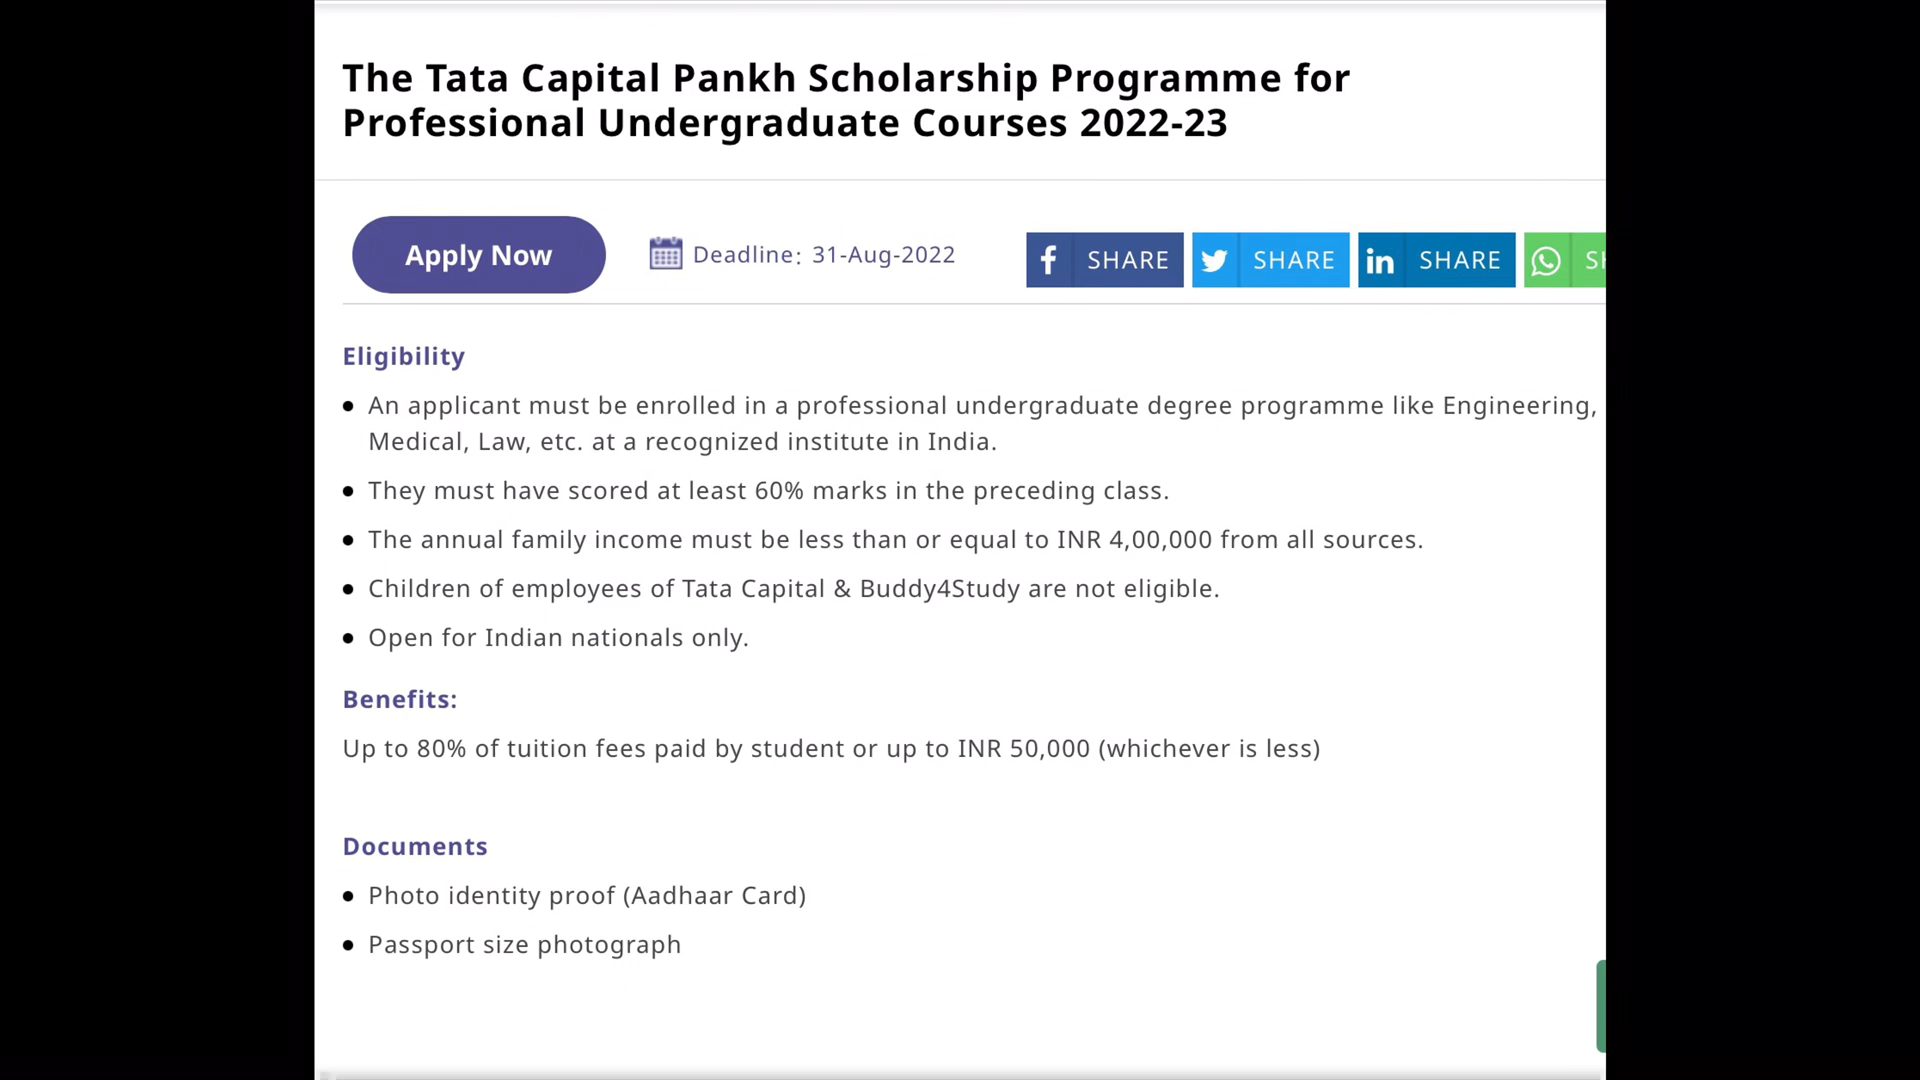 The Tata Capital Pankh Scholarship Programme for
Professional Undergraduate Courses 2022-23
Apply Now
Deadline: 31-Aug-2022
SHARE
SHARE
SHARE
Eligibility
An applicant must be enrolled in a professional undergraduate degree programme like Engineering,
Medical, Law, etc. at a recognized institute in India.
They must have scored at least 60% marks in the preceding class.
The annual family income must be less than or equal to INR 4,00,000 from all sources.
Children of employees of Tata Capital & Buddy4Study are not eligible.
Open for Indian nationals only.
Benefits:
Up to 80% of tuition fees paid by student or up to INR 50,000 (whichever is less)
Documents
Photo identity proof (Aadhaar Card)
Passport size photograph